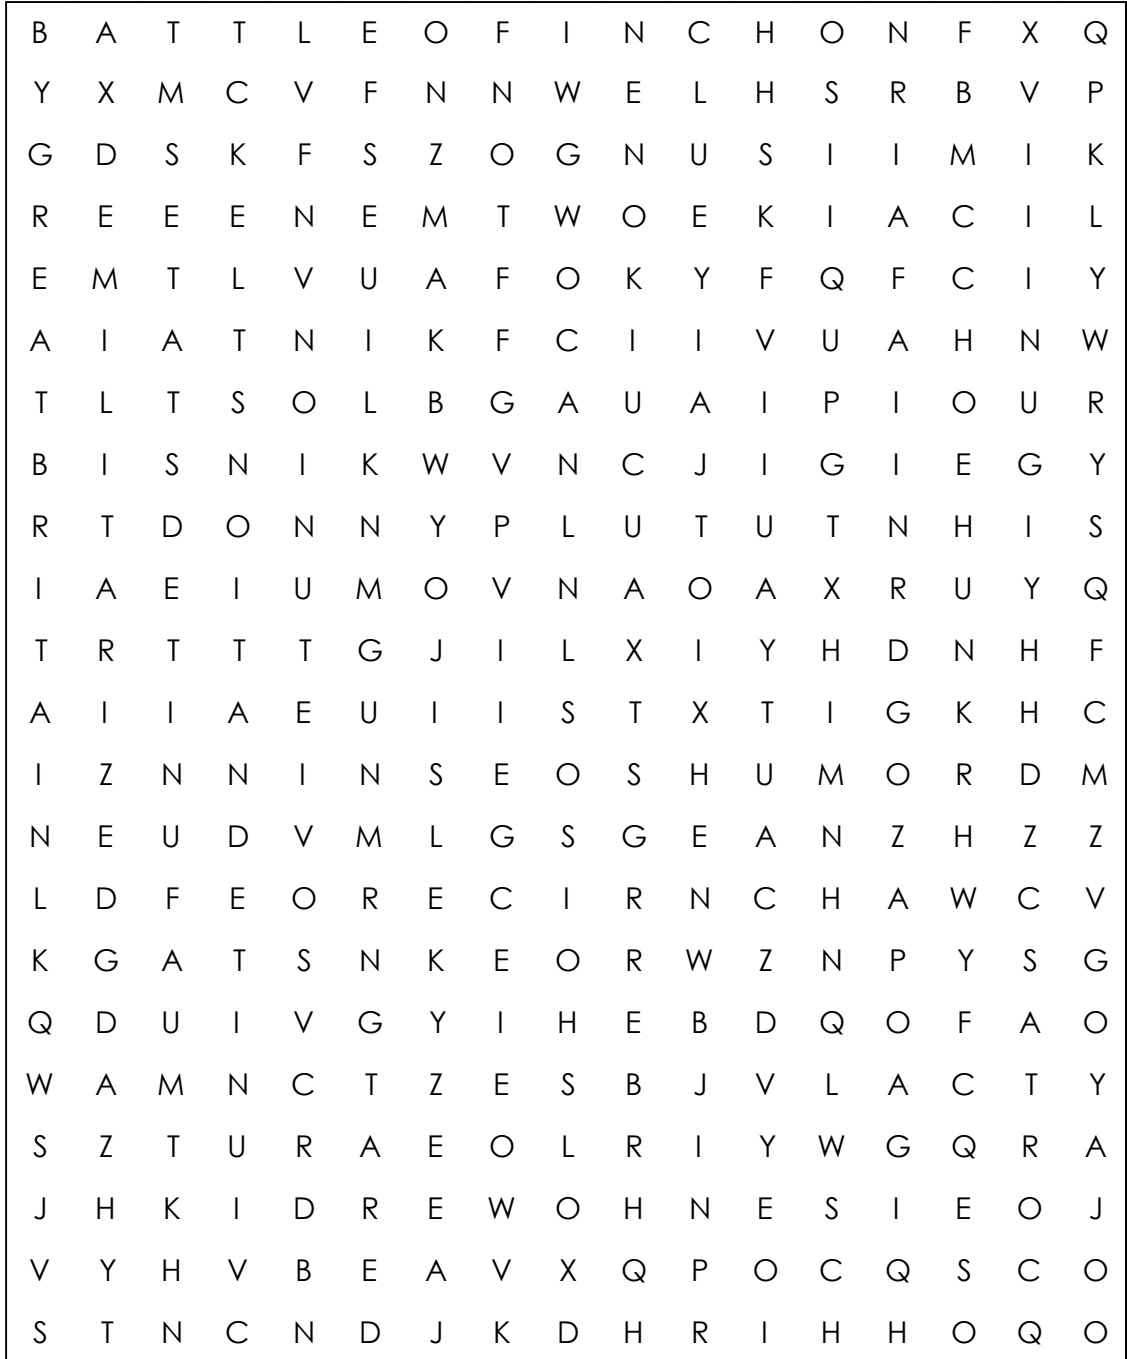 B A T T L E O F I N C H O N F X Q
Y X M C V F N N W E L H S R B V P
G D S K F S Z O G N U S I I M I K
R E E E N E M T W O E K I A C I L
E M T L V U A F O K Y F Q F C I Y
A I A T N I K F C I I V U A H N W
T L T S O L B G A U A I P I O U R
B I S N I K W V N C J I G I E G Y
R T D O N N Y P L U T U T N H I S
I A E I U M O V N A O A X R U Y Q
T R T T T G J I L X I Y H D N H F
A I I A E U I I S T X T I G K H C
I Z N N I N S E O S H U M O R D M
N E U D V M L G S G E A N Z H Z Z
L D F E O R E C I R N C H A W C V
K G A T S N K E O R W Z N P Y S G
Q D U I V G Y I H E B D Q O F A O
W A M N C T Z E S B J V L A C T Y
S Z T U R A E O L R I Y W G Q R A
J H K I D R E W O H N E S I E O J
V Y H V B E A V X Q P O C Q S C O
S T N C N D J K D H R I H H O Q O